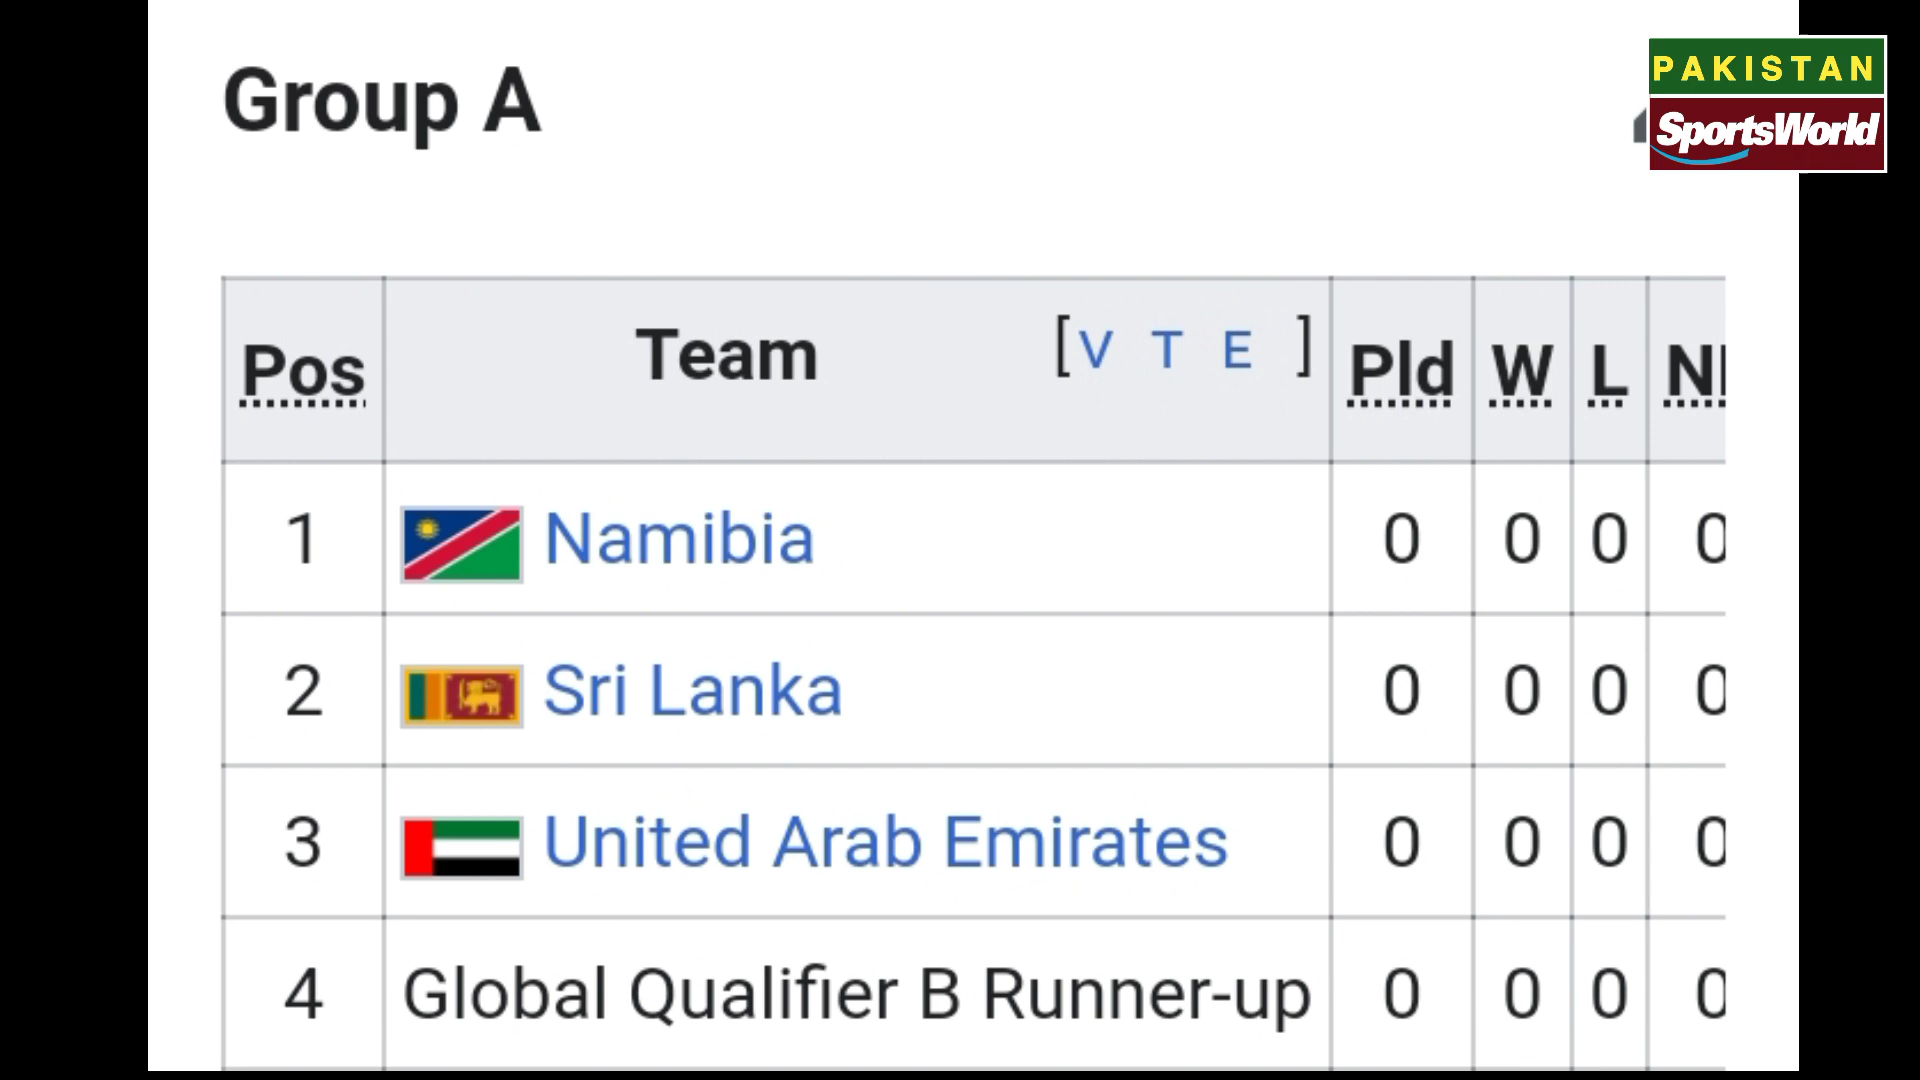 Group A
PAKISTAN
SportsWorld
Pos Team [V T E ] Pld W L
1 Namibia 0 0 0 0
2 Sri Lanka 0 0 0 0
3 United Arab Emirates 0 0 0 0
4 Global Qualifier B Runner-up 0 0 0 0